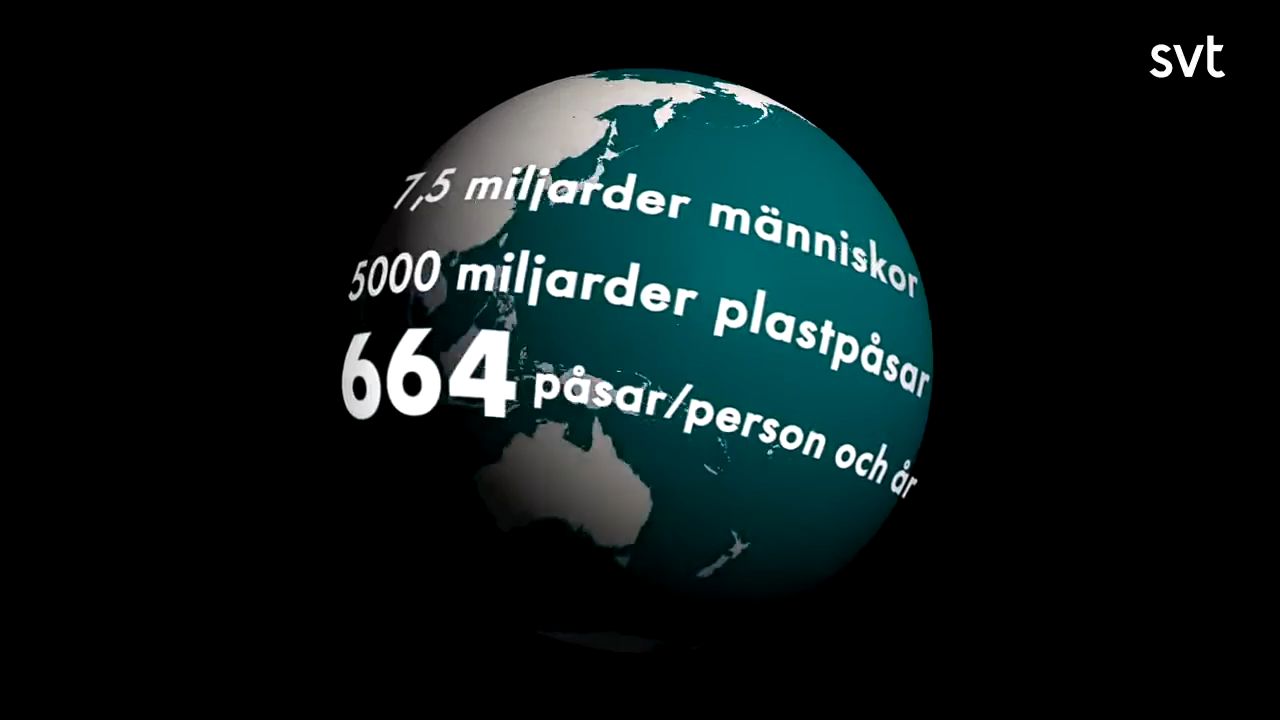 svt
7,5 miljarder människor
5000 miljarder plastpåsar
664 påsar/person och år